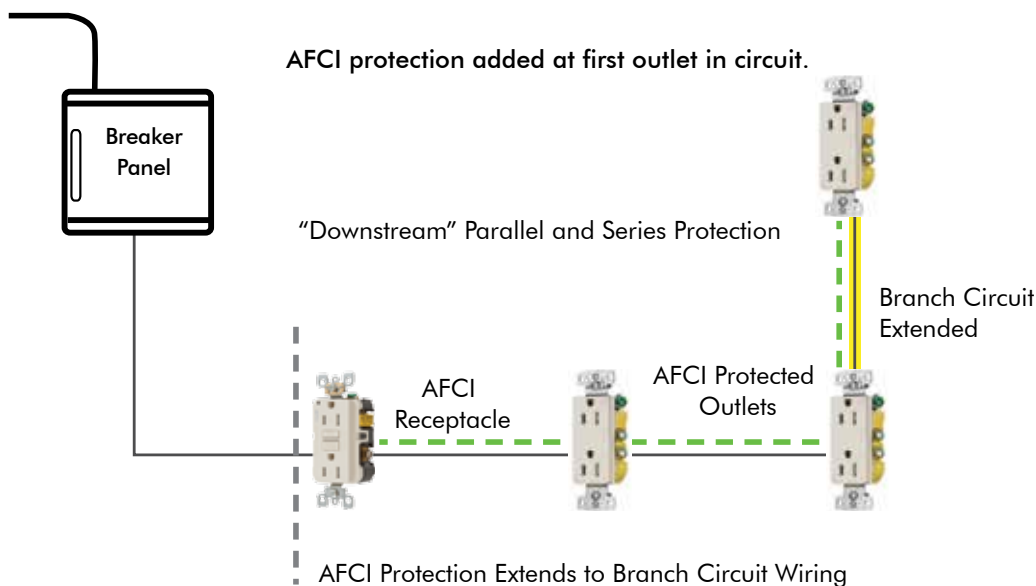 AFCI protection added at first outlet in circuit.
Breaker
Panel
“Downstream” Parallel and Series Protection
Branch Circuit
Extended
AFCI
Receptacle
AFCI Protected
Outlets
AFCI Protection Extends to Branch Circuit Wiring